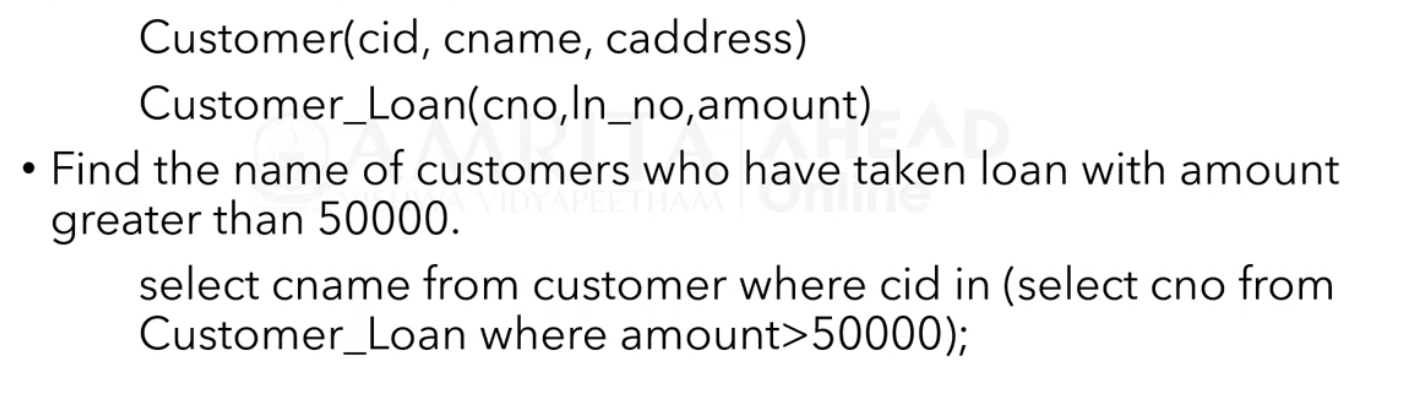 Customer(cid, cname, caddress)
Customer_Loan(cno,ln_no,amount)
• Find the name of customers who have taken loan with amount
greater than 50000.
select cname from customer where cid in (select cno from
Customer_Loan where amount>50000);
AMRITA AHEAD
VISHWA VIDYAPEETHAM Online